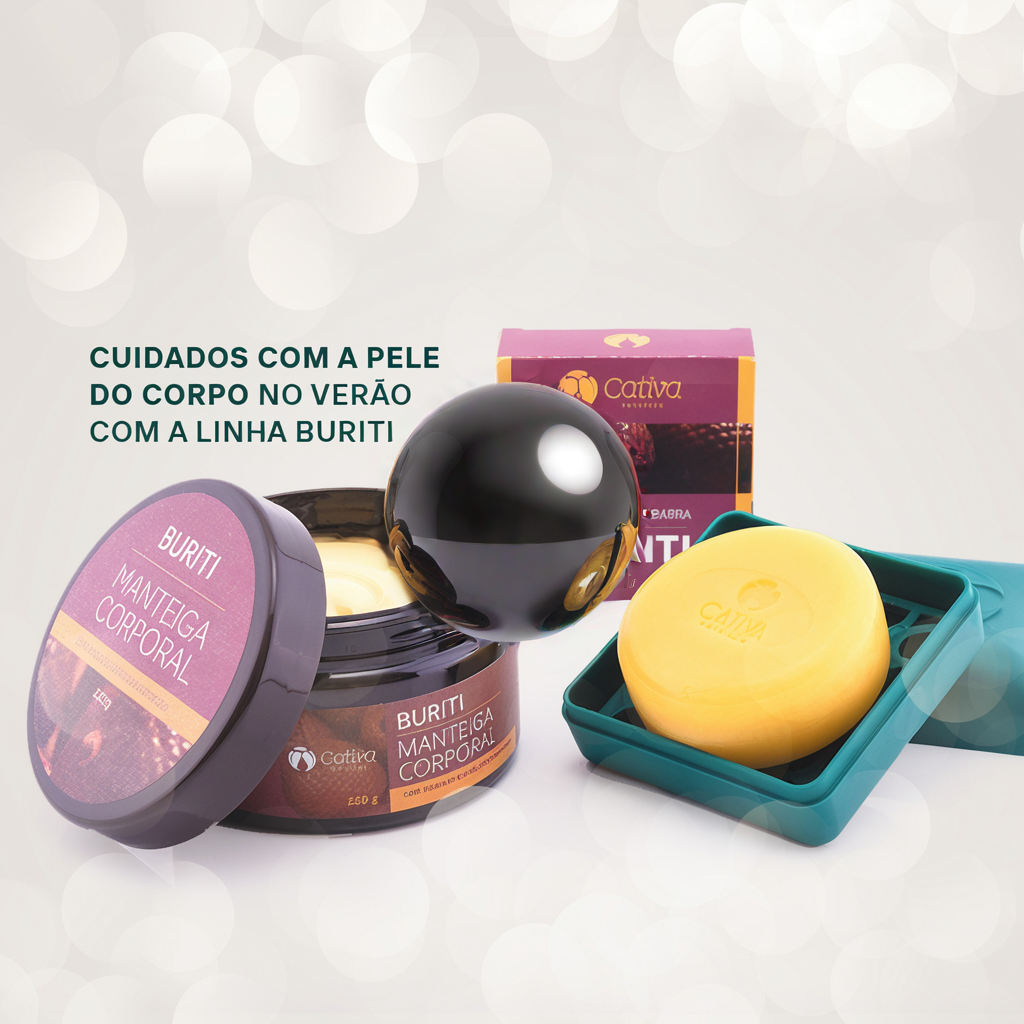 CUIDADOS COM A PELE
DO CORPO NO VERÃO
COM A LINHA BURITI
Cativa
BURITI
MANTEIGA
CORPORAL
BURITI
MANTEIGA
CORPORAL
Cativa
CATIVA